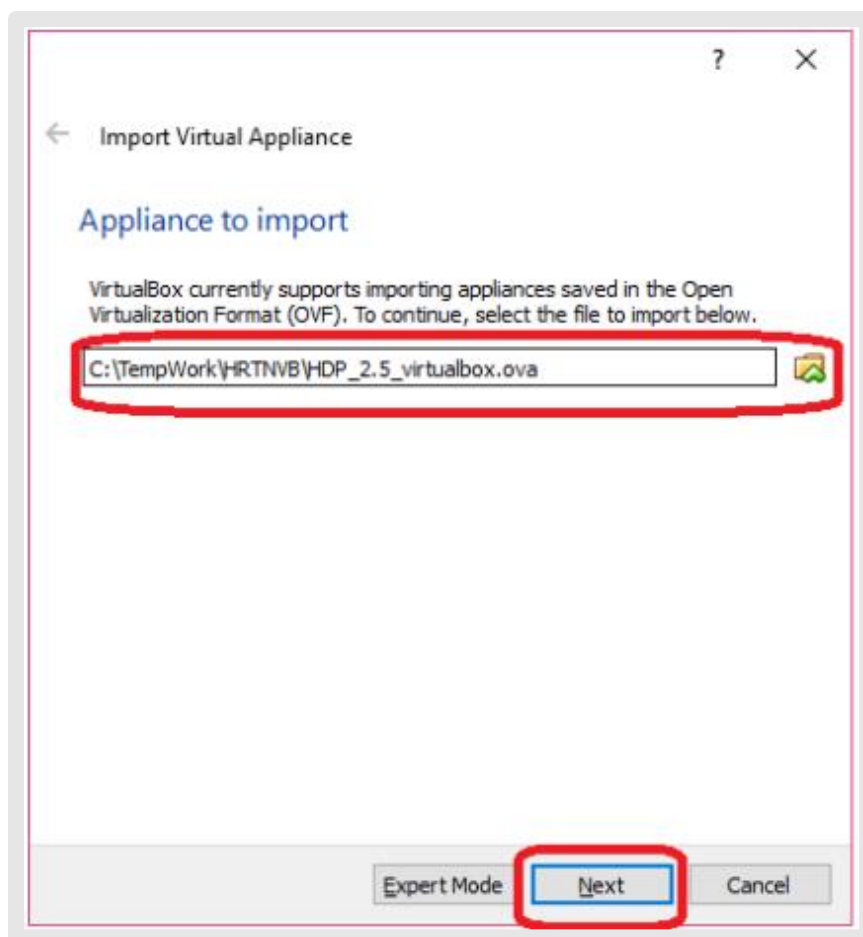 ?
Import Virtual Appliance
Appliance to import
VirtualBox currently supports importing appliances saved in the Open
Virtualization Format (OVF). To continue, select the file to import below.
C:\TempWork\HRTNVB\HDP_2.5_virtualbox.ova
Expert Mode Next Cancel